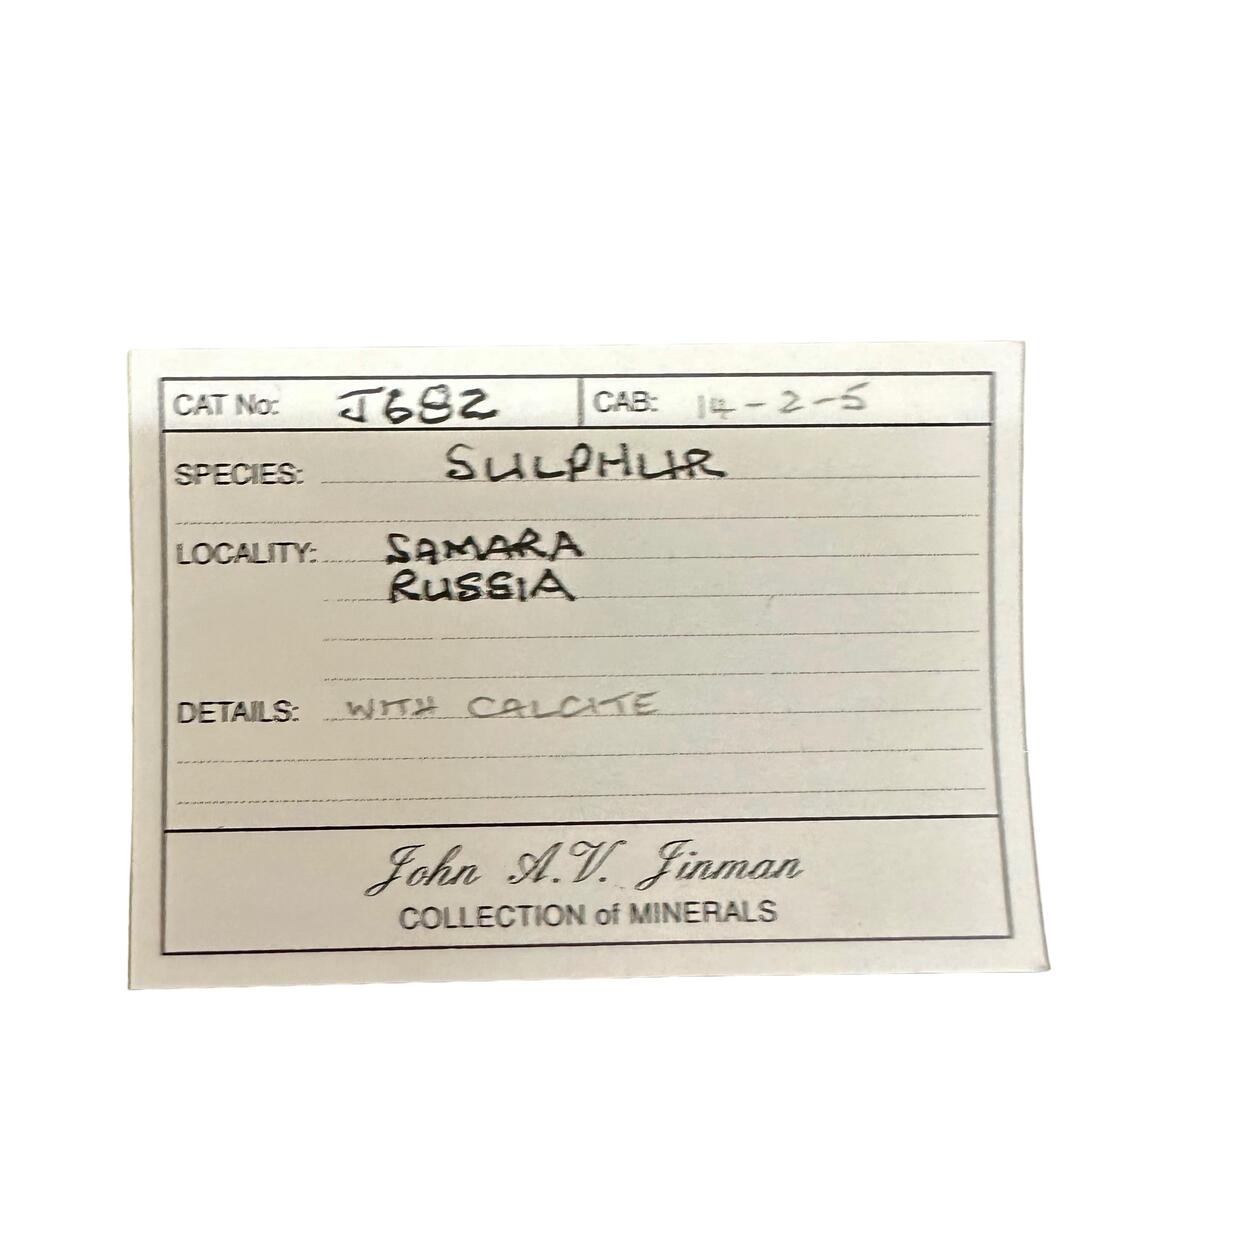 CAT No: J682 CAB: 14-2-5
SPECIES: SULPHUR
LOCALITY: SAMARA
RUSSIA
DETAILS: WITH CALCITE
John A.V. Jinman
COLLECTION of MINERALS